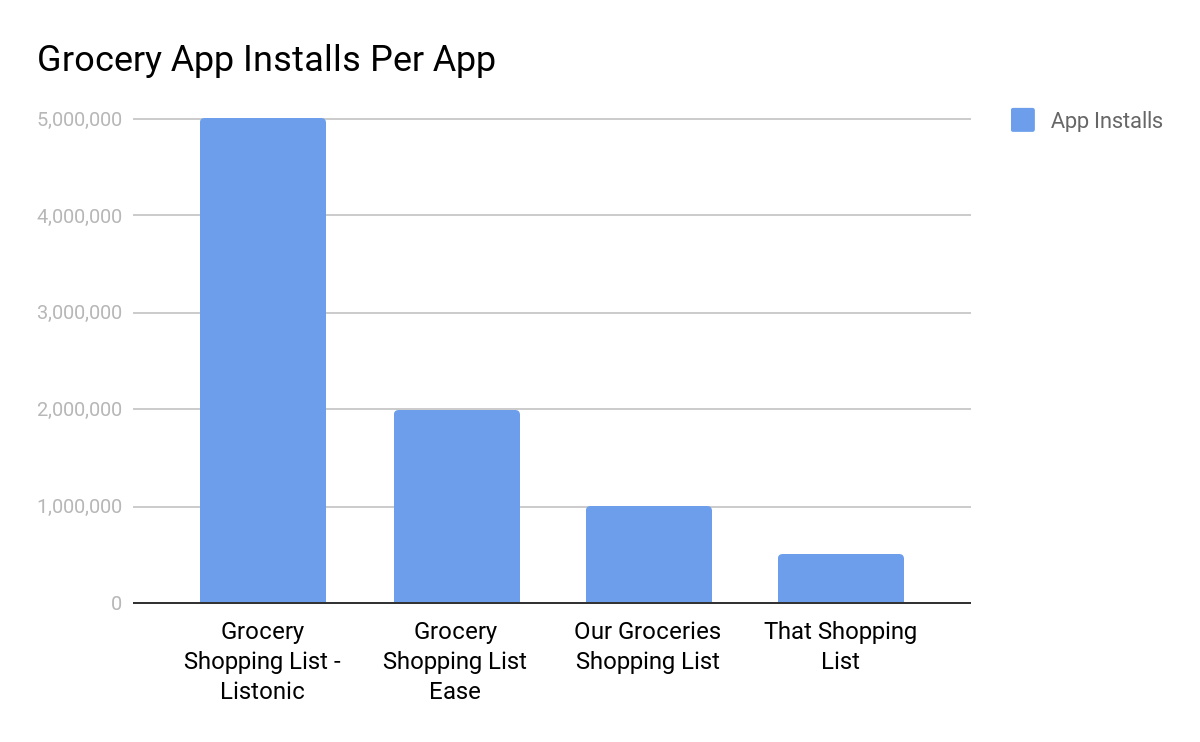 Grocery App Installs Per App
5,000,000
App Installs
4,000,000
3,000,000
2,000,000
1,000,000
0
Grocery
Shopping List -
Listonic
Grocery
Shopping List
Ease
Our Groceries
Shopping List
That Shopping
List